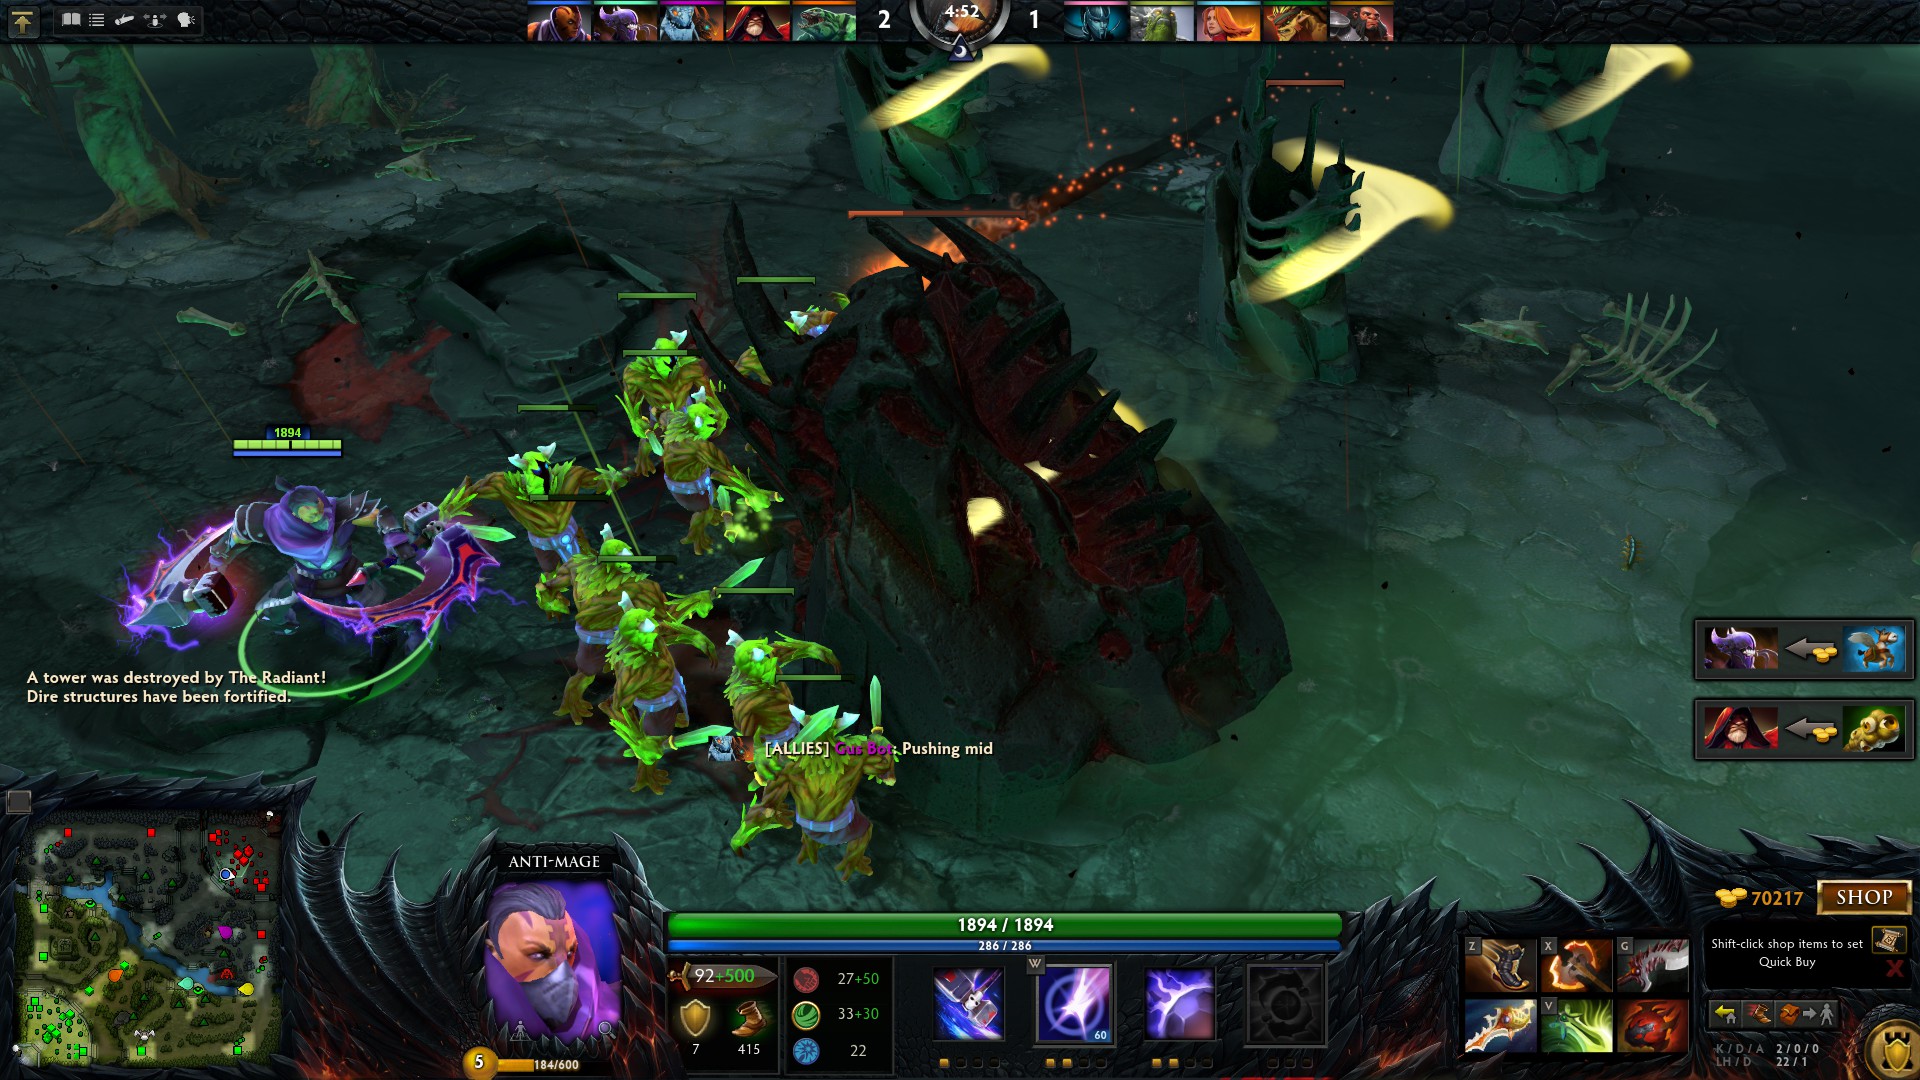 2
4:52
1
1894
A tower was destroyed by The Radiant!
Dire structures have been fortified.
[ALLIES] Gus Bot: Pushing mid
ANTI-MAGE
5
184/600
1894 / 1894
286 / 286
92+500
7
415
27+50
33+30
22
W
60
Z
X
G
V
70217
SHOP
Shift-click shop items to set
Quick Buy
K / D / A 2/0/0
LH / D 22/1